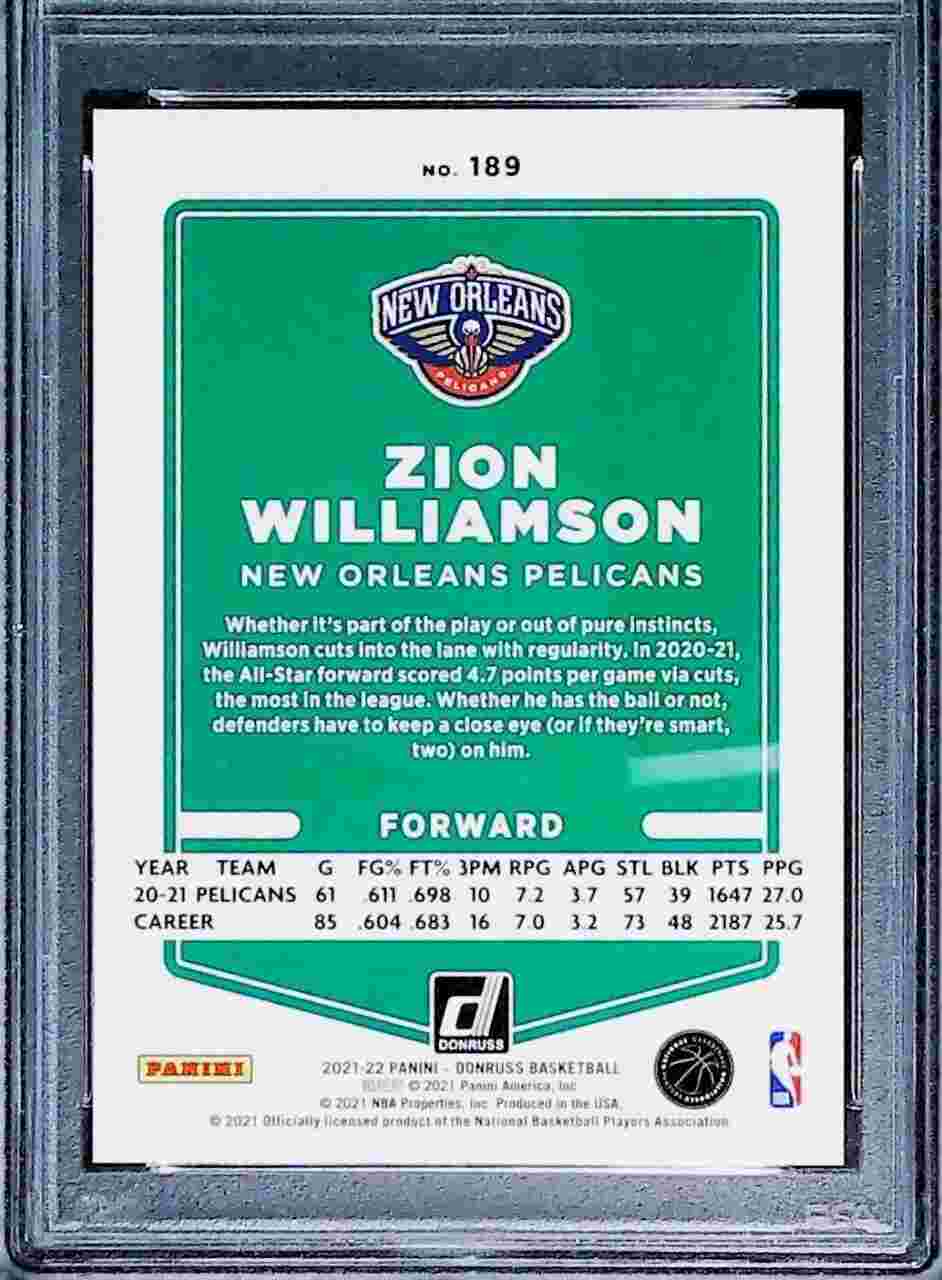 NO. 189
NEW ORLEANS
PELICANS
ZION
WILLIAMSON
NEW ORLEANS PELICANS
Whether it's part of the play or out of pure instincts,
Williamson cuts into the lane with regularity. In 2020-21,
the All-Star forward scored 4.7 points per game via cuts,
the most in the league. Whether he has the ball or not,
defenders have to keep a close eye (or if they're smart,
two) on him.
FORWARD
YEAR TEAM G FG% FT% 3PM RPG APG STL BLK PTS PPG
20-21 PELICANS 61 .611 .698 10 7.2 3.7 57 39 1647 27.0
CAREER 85 .604 .683 16 7.0 3.2 73 48 2187 25.7
d
DONRUSS
PANINI
2021-22 PANINI - DONRUSS BASKETBALL
© 2021 Panini America, Inc.
© 2021 NBA Properties, Inc. Produced in the USA.
© 2021 Officially licensed product of the National Basketball Players Association
PSA